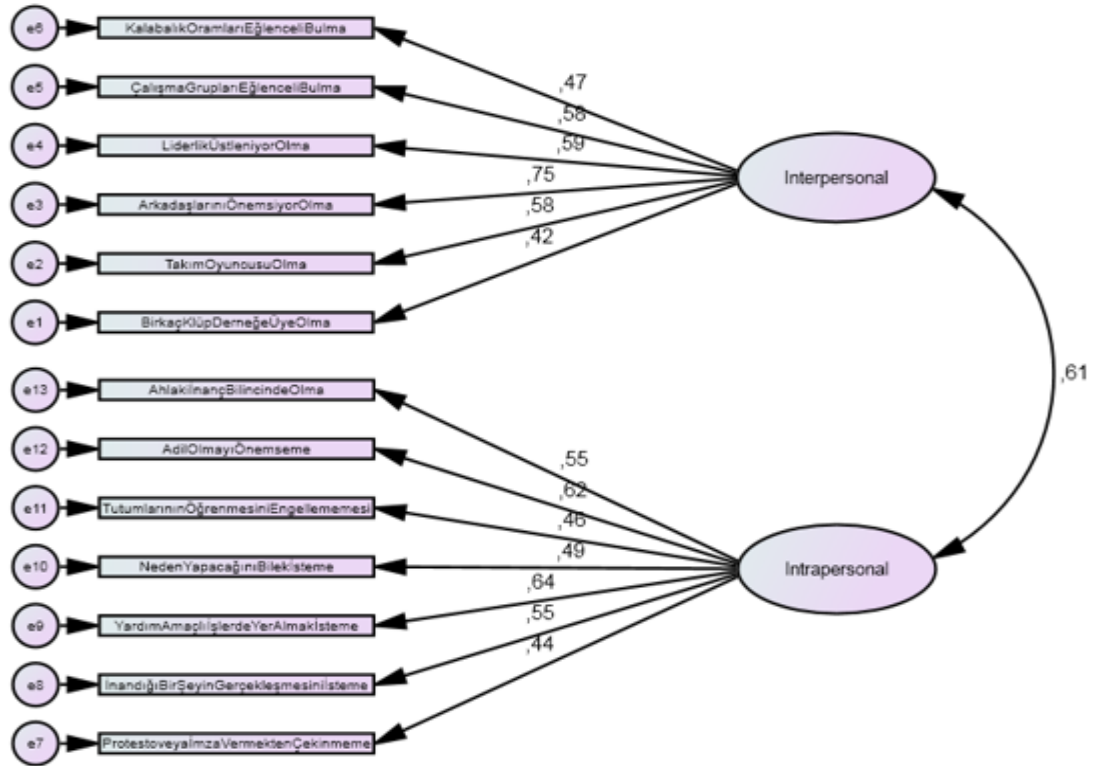 e6 KalabalıkOramlarıEğlenceliBulma
,47
e5 ÇalışmaGruplarıEğlenceliBulma
,58
e4 LiderlikÜstleniyorOlma
,59
Interpersonal
e3 ArkadaşlarınıÖnemsiyorOlma
,75
e2 TakımOyunousuOlma
,58
e1 BirkaçKlüpDerneğeÜyeOlma
,42
,61
e13 AhlakiİnançBilincindeOlma
,55
e12 AdilOlmayıÖnemseme
,62
e11 TutumlarınınÖğrenmesiniEngellememesi
,46
e10 NedenYapacağınıBilekİsteme
,49
Intrapersonal
e9 YardımAmaçlıİşlerdeYerAlmakİsteme
,64
e8 İnandığıBirŞeyinGerçekleşmesiniİsteme
,55
e7 ProtestoveyaİmzaVermektenÇekinmeme
,44